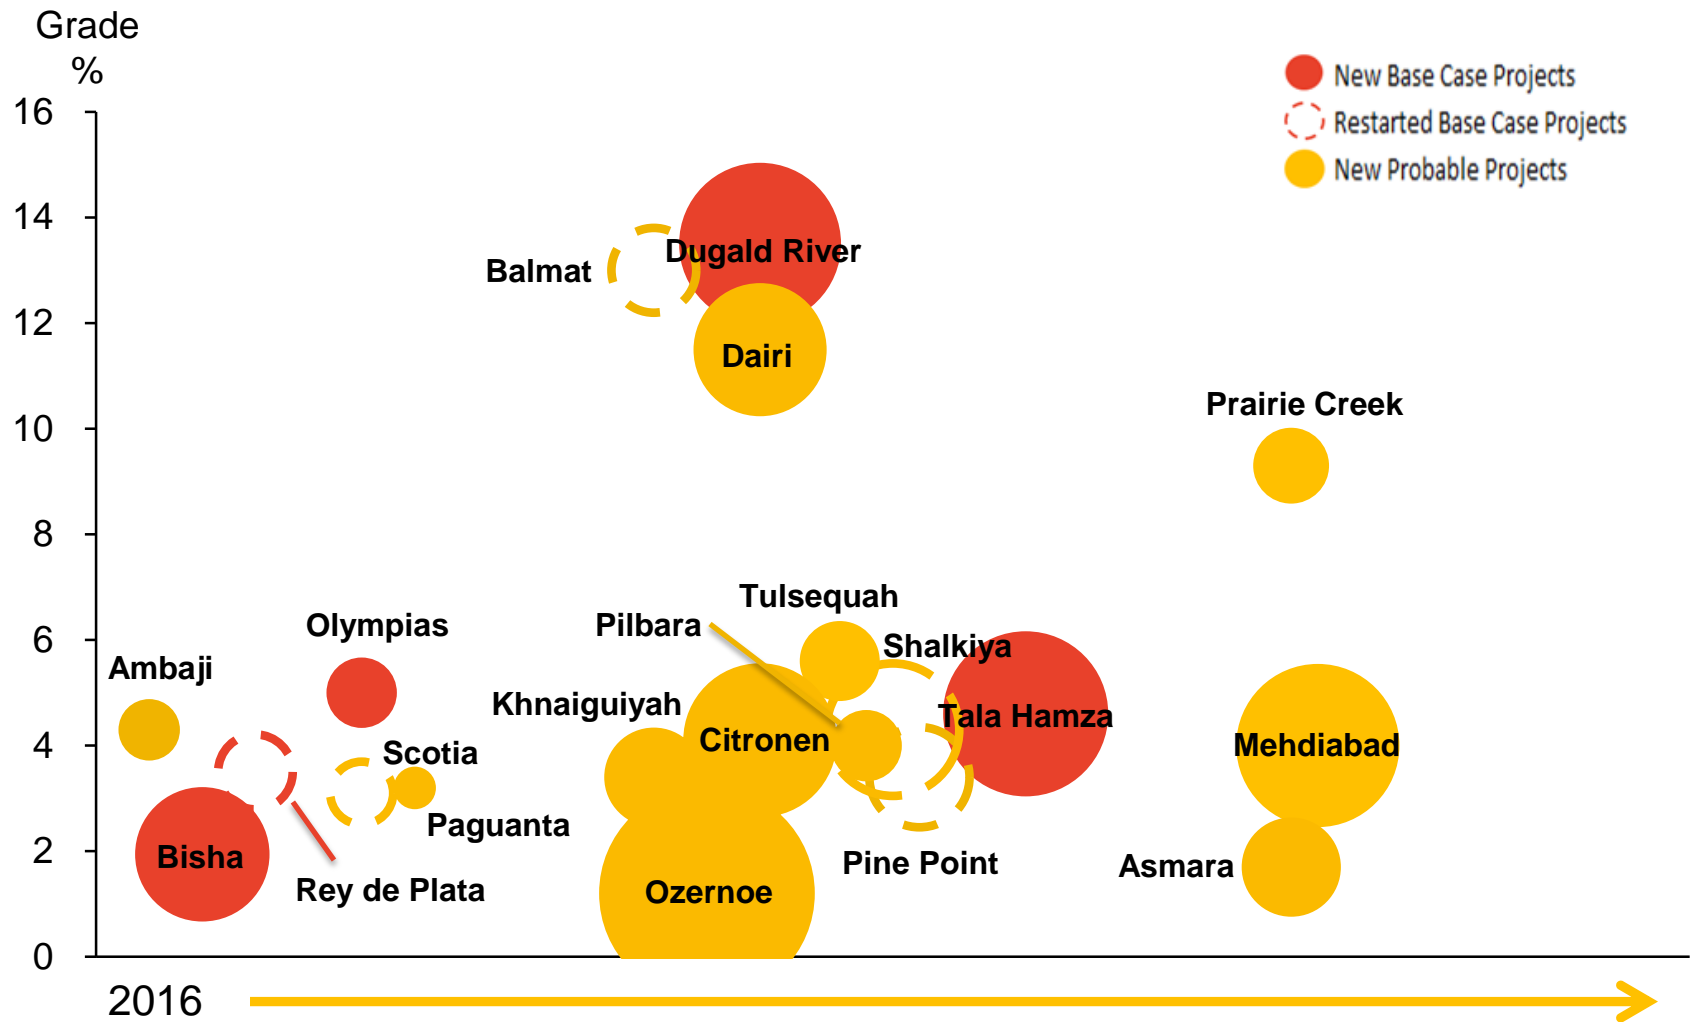 Grade
%
16
14
12
10
8
6
4
2
0
New Base Case Projects
Restarted Base Case Projects
New Probable Projects
Balmat
Dugald River
Dairi
Prairie Creek
Tulsequah
Pilbara
Olympias
Shalkiya
Ambaji
Khnaiguiyah
Tala Hamza
Citronen
Mehdiabad
Scotia
Paguanta
Bisha
Pine Point
Asmara
Rey de Plata
Ozernoe
2016